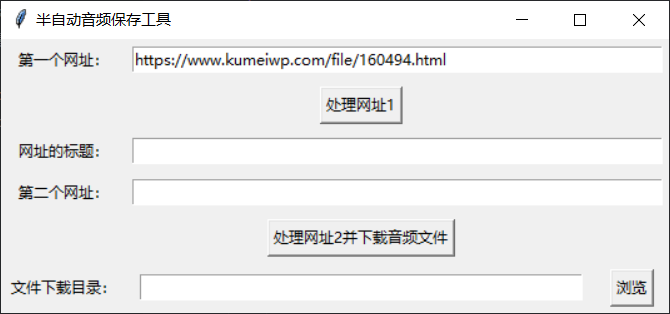 半自动音频保存工具
第一个网址： https://www.kumeiwp.com/file/160494.html
处理网址1
网址的标题：
第二个网址：
处理网址2并下载音频文件
文件下载目录： 浏览